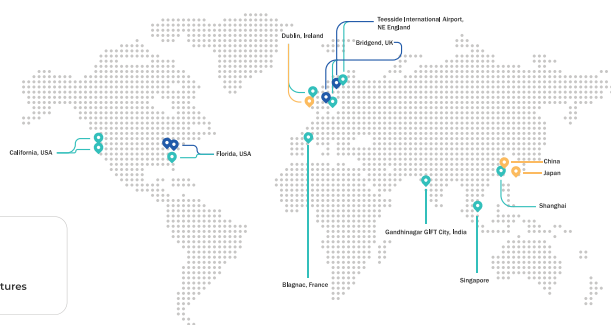 Teesside International Airport,
NE England
Dublin, Ireland
Bridgend, UK
California, USA
Florida, USA
China
Japan
Shanghai
Gandhinagar GIFT City, India
Singapore
Blagnac, France
tures